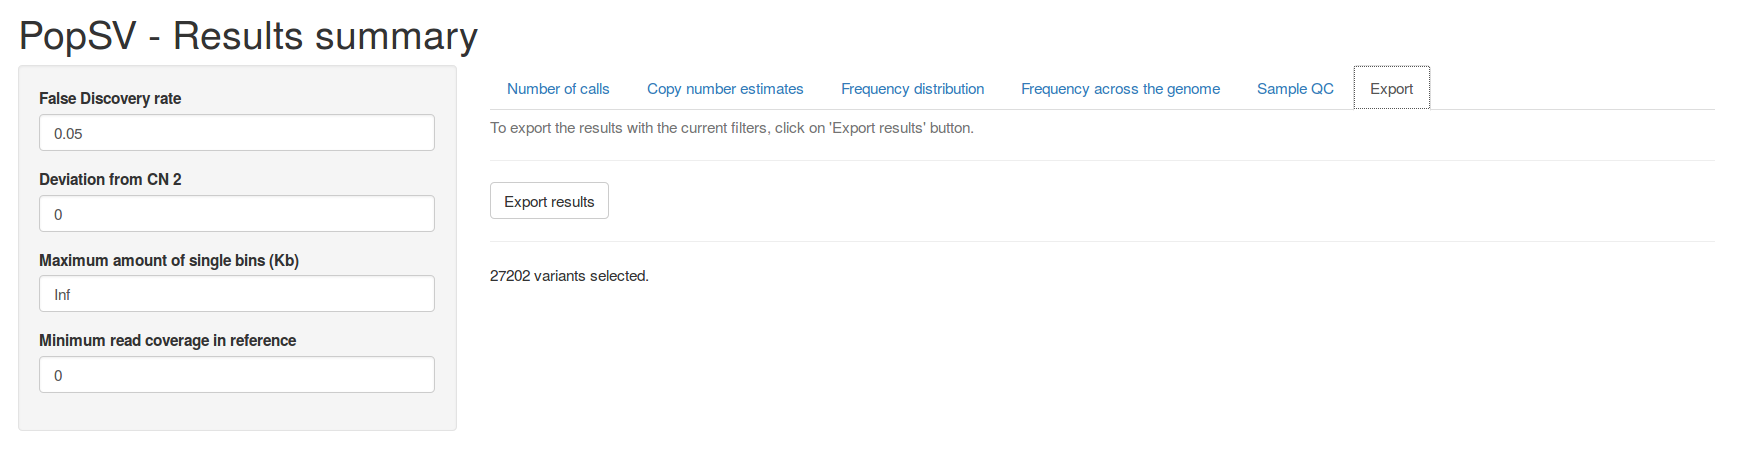 PopSV - Results summary
False Discovery rate
0.05
Deviation from CN 2
0
Maximum amount of single bins (Kb)
Inf
Minimum read coverage in reference
0
Number of calls Copy number estimates Frequency distribution Frequency across the genome Sample QC Export
To export the results with the current filters, click on 'Export results' button.
Export results
27202 variants selected.